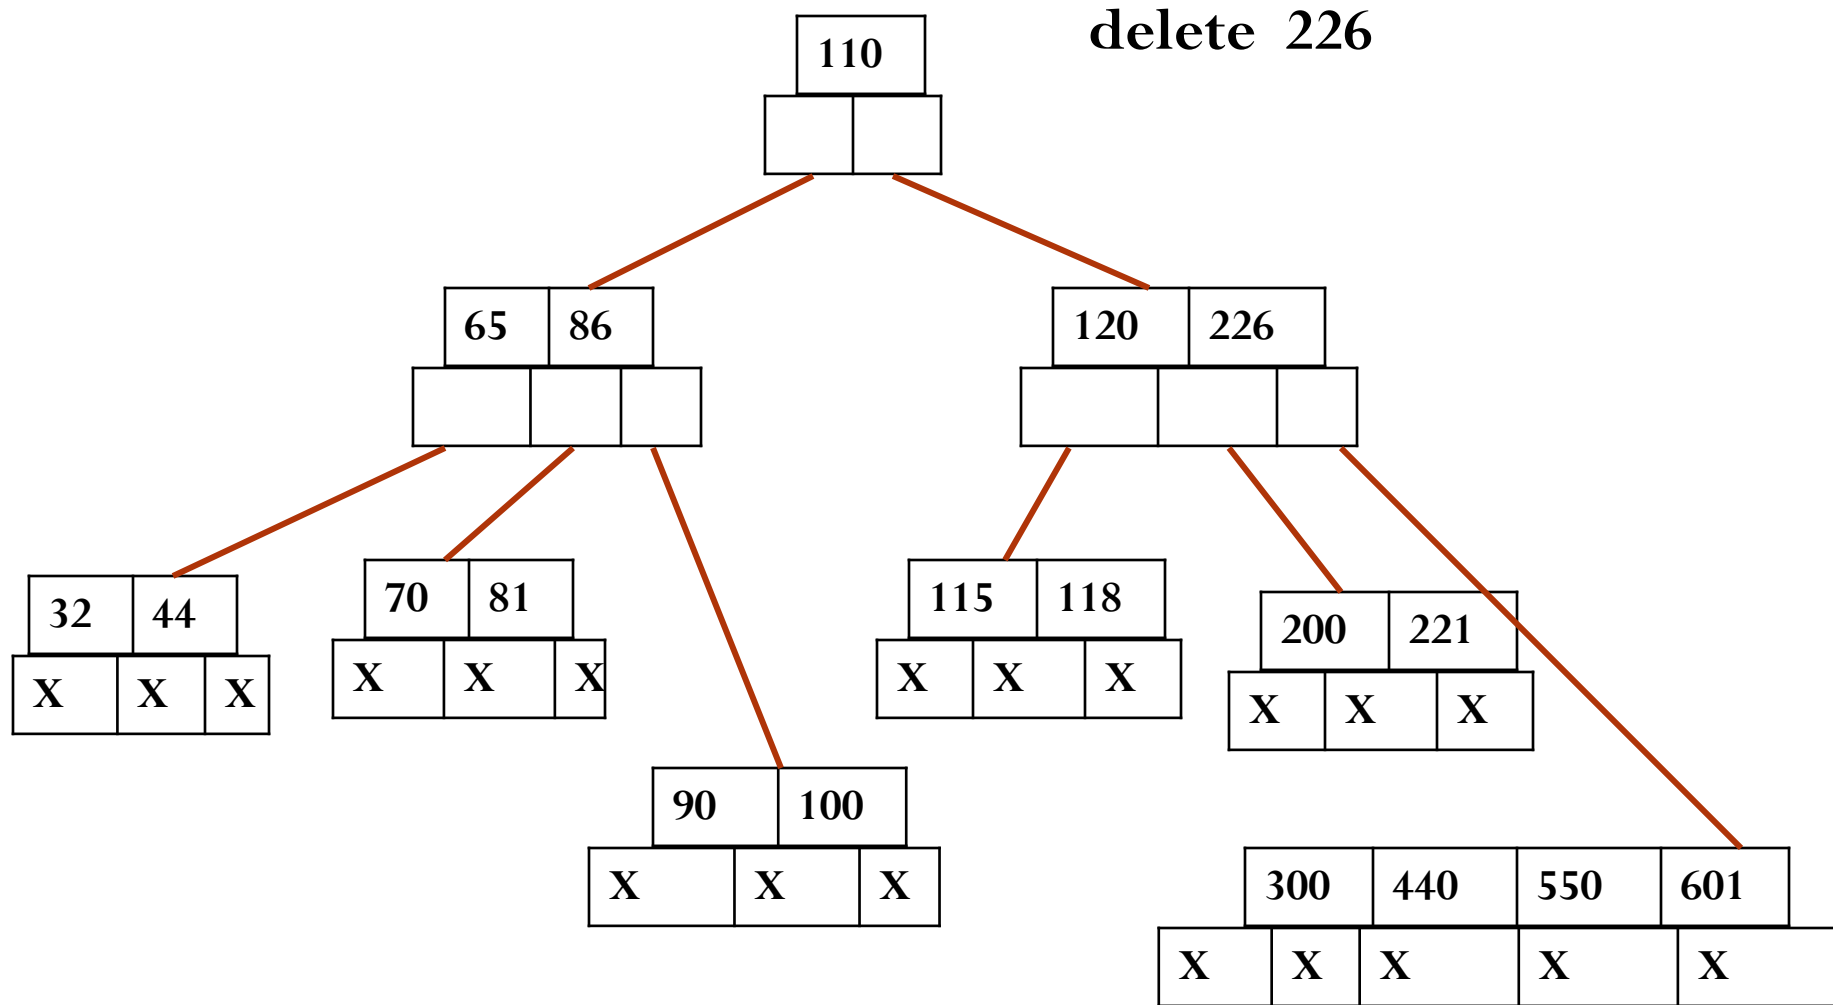 delete 226
110
65 86
120 226
32 44
X X X
70 81
X X X
115 118
X X X
200 221
X X X
90 100
X X X
300 440 550 601
X X X X X